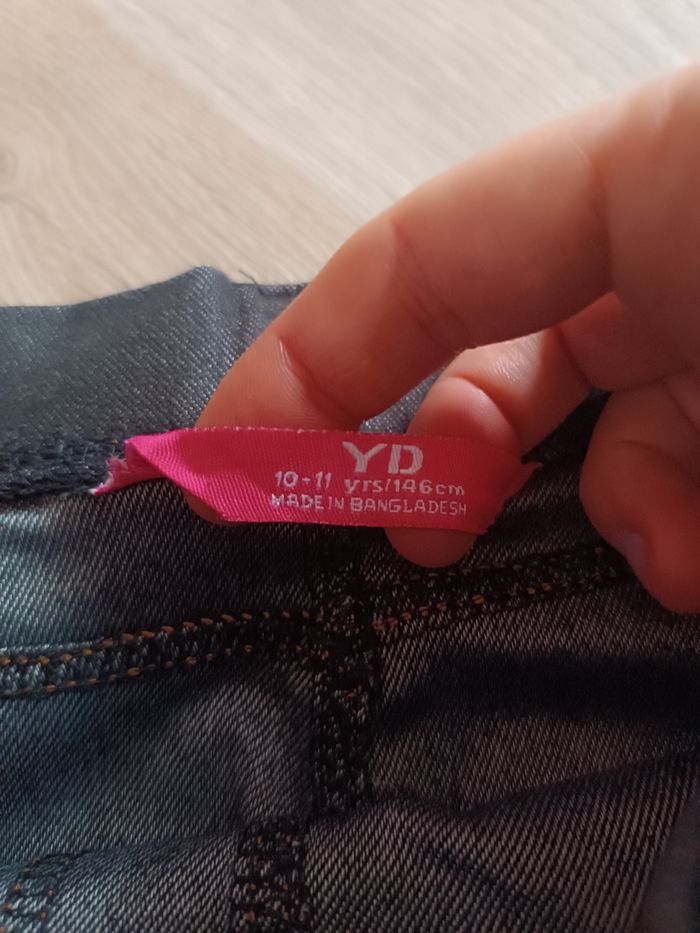 YD
10-11 yrs/146cm
MADE IN BANGLADESH